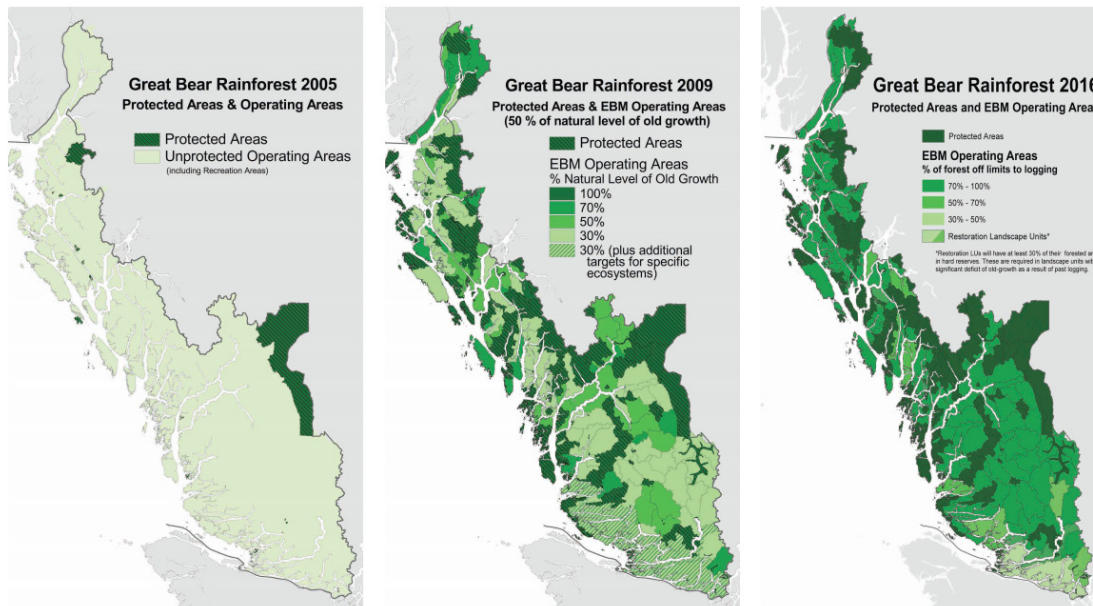 Great Bear Rainforest 2005
Protected Areas & Operating Areas
Protected Areas
Unprotected Operating Areas
(including Recreation Areas)
Great Bear Rainforest 2009
Protected Areas & EBM Operating Areas
(50 % of natural level of old growth)
Protected Areas
EBM Operating Areas
% Natural Level of Old Growth
100%
70%
50%
30%
30% (plus additional
targets for specific
ecosystems)
Great Bear Rainforest 2016
Protected Areas and EBM Operating Area
Protected Areas
EBM Operating Areas
% of forest off limits to logging
70% - 100%
50% - 70%
30% - 50%
Restoration Landscape Units*
*Restoration LUs will have at least 30% of their forested are
in hard reserves. These are required in landscape units with
significant deficit of old-growth as a result of past logging.